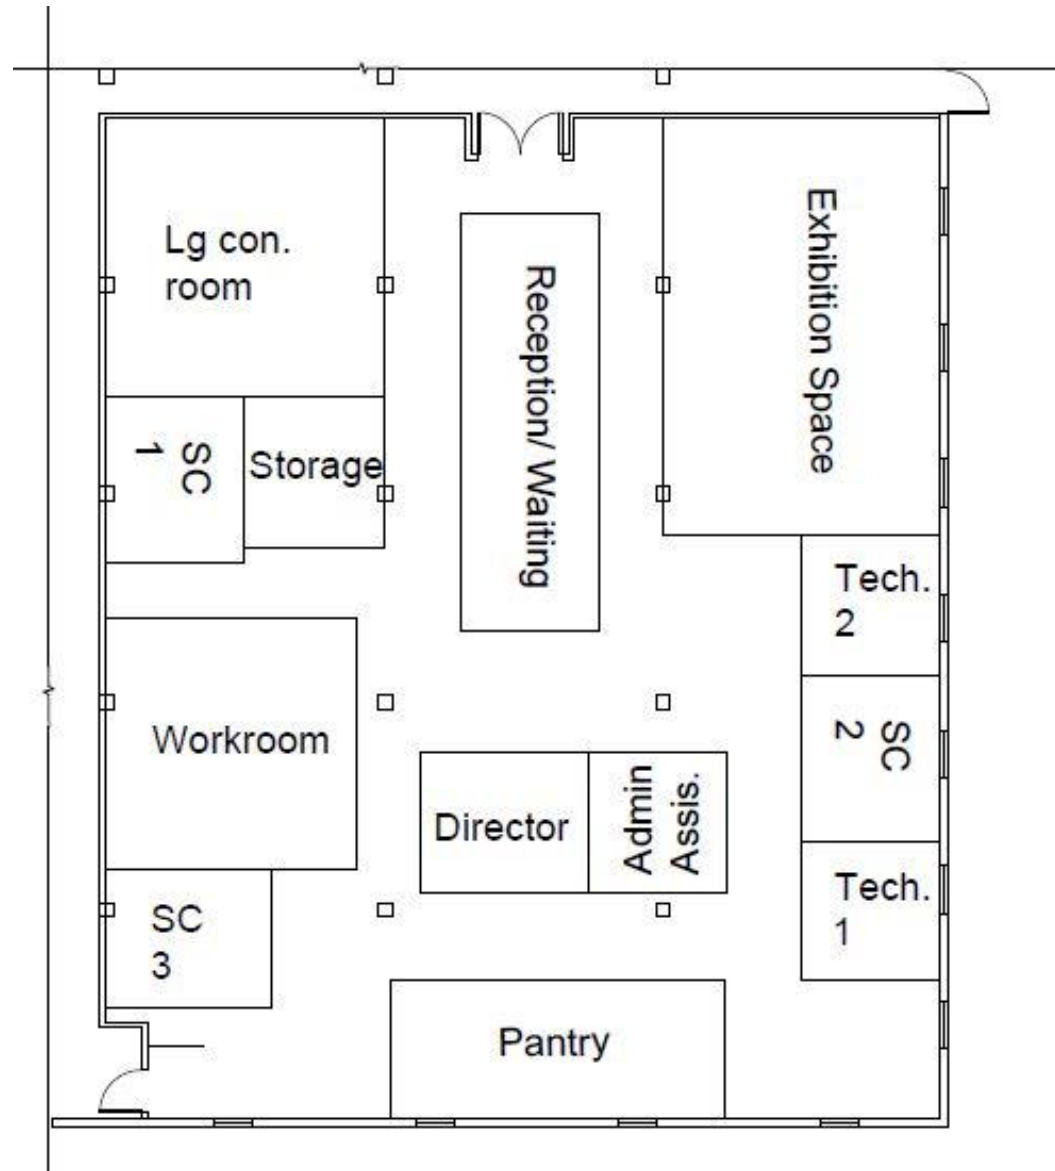 Lg con.
room
Exhibition Space
Reception/ Waiting
SC
1
Storage
Tech.
2
Workroom
SC
2
Director
Admin
Assis.
Tech.
1
SC
3
Pantry